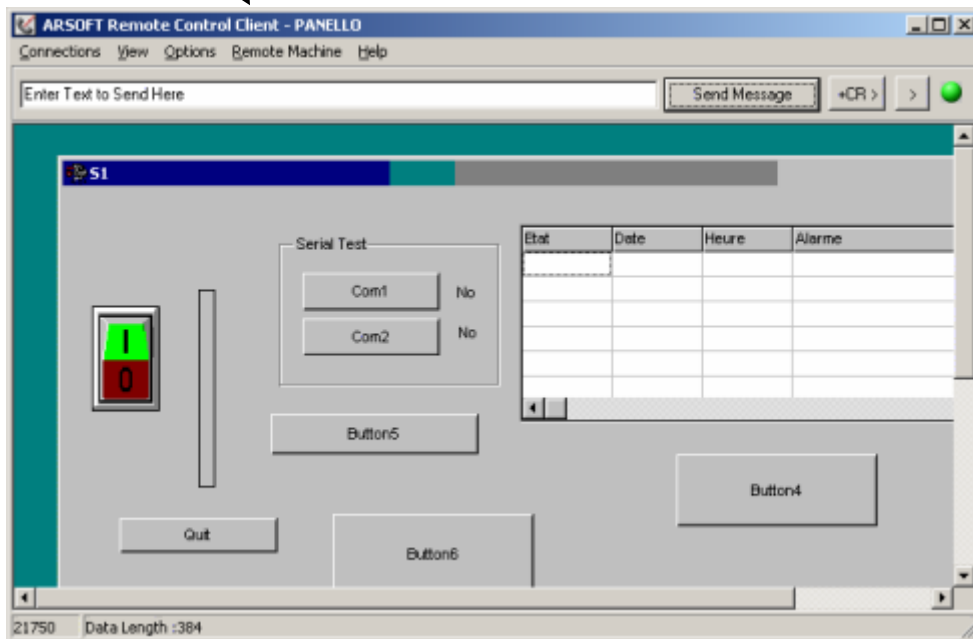 ARSOFT Remote Control Client - PANELLO
Connections View Options Remote Machine Help
Enter Text to Send Here Send Message +CR > >
S1
Serial Test
Etat Date Heure Alarme
Com1 No
Com2 No
I
0
Button5
Button4
Quit
Button6
21750 Data Length :384